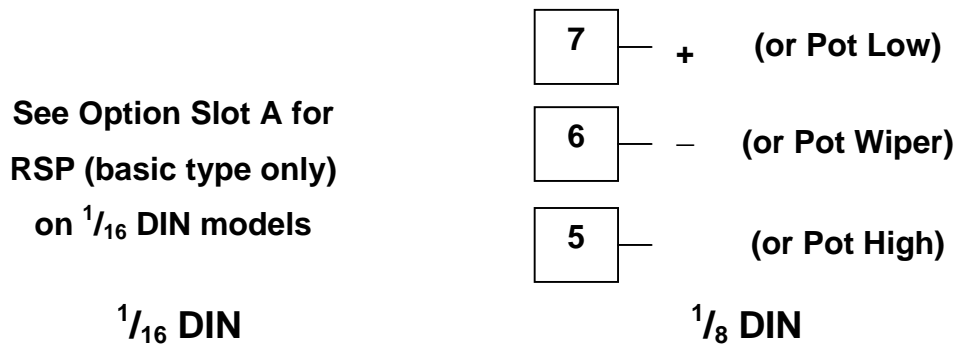 See Option Slot A for
RSP (basic type only)
on 1/16 DIN models
1/16 DIN
7 + (or Pot Low)
6 − (or Pot Wiper)
5 (or Pot High)
1/8 DIN